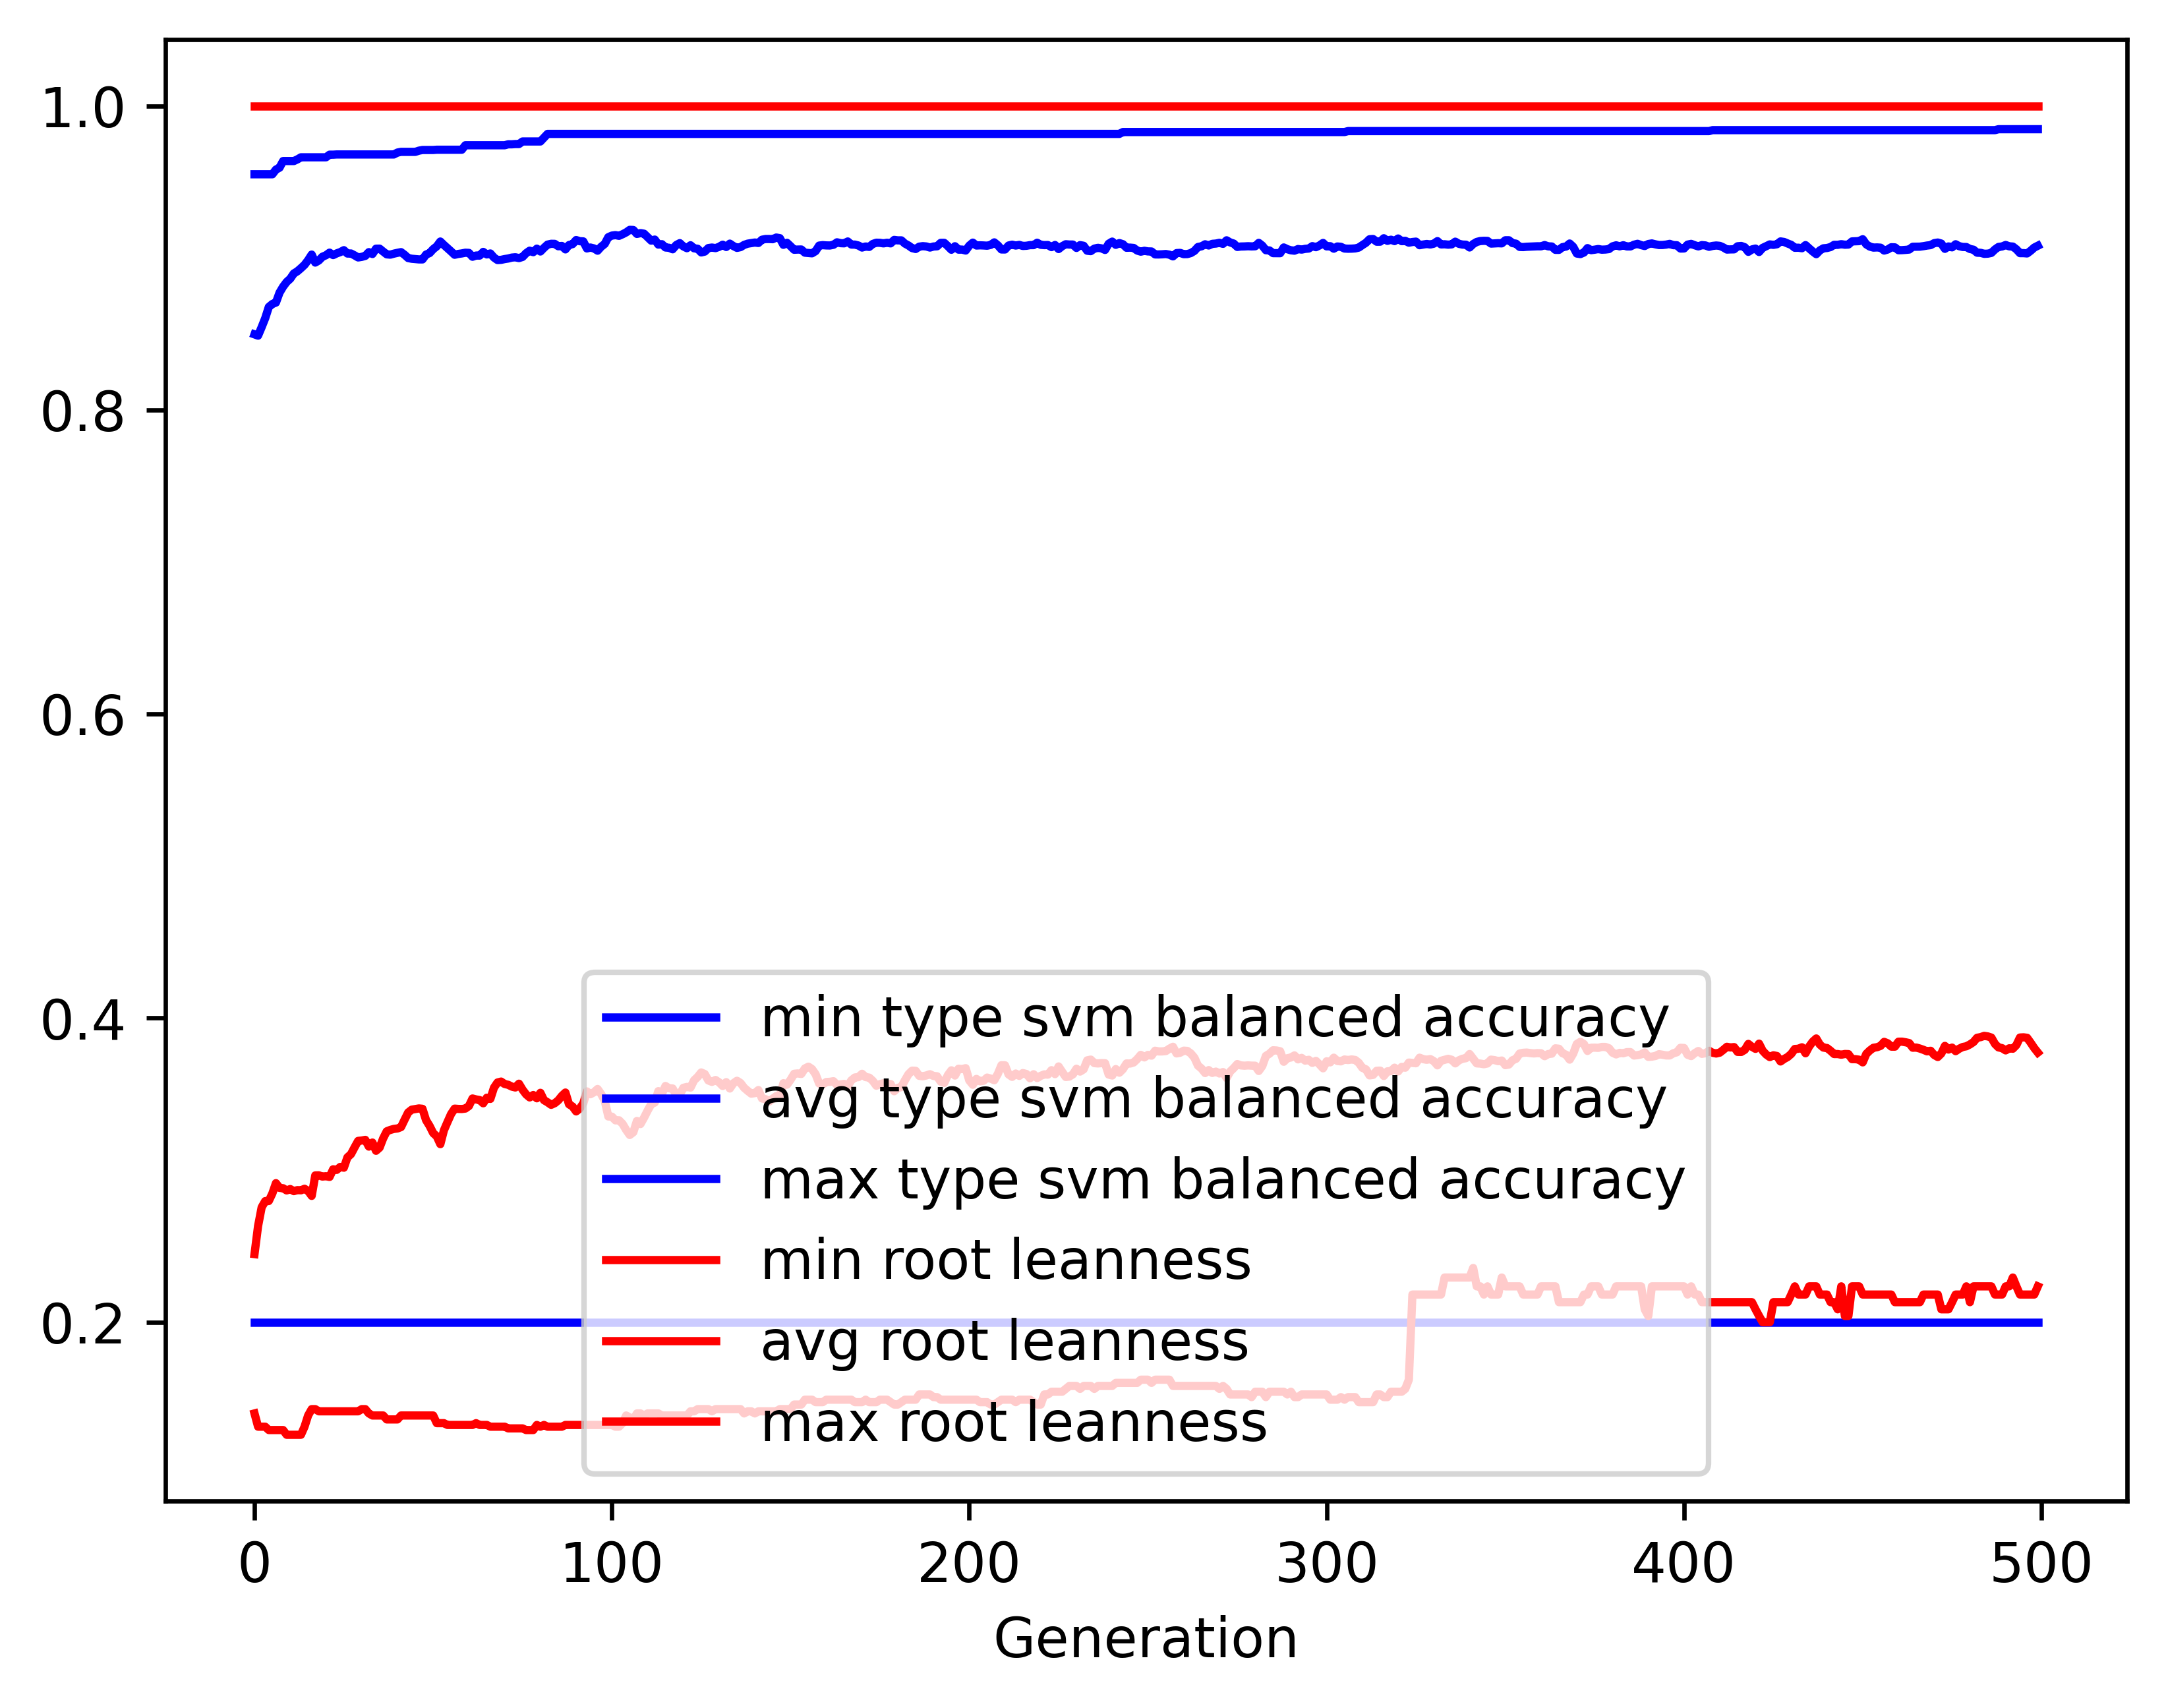 1.0
0.8
0.6
0.4
0.2
min type svm balanced accuracy
avg type svm balanced accuracy
max type svm balanced accuracy
min root leanness
avg root leanness
max root leanness
0 100 200 300 400 500
Generation